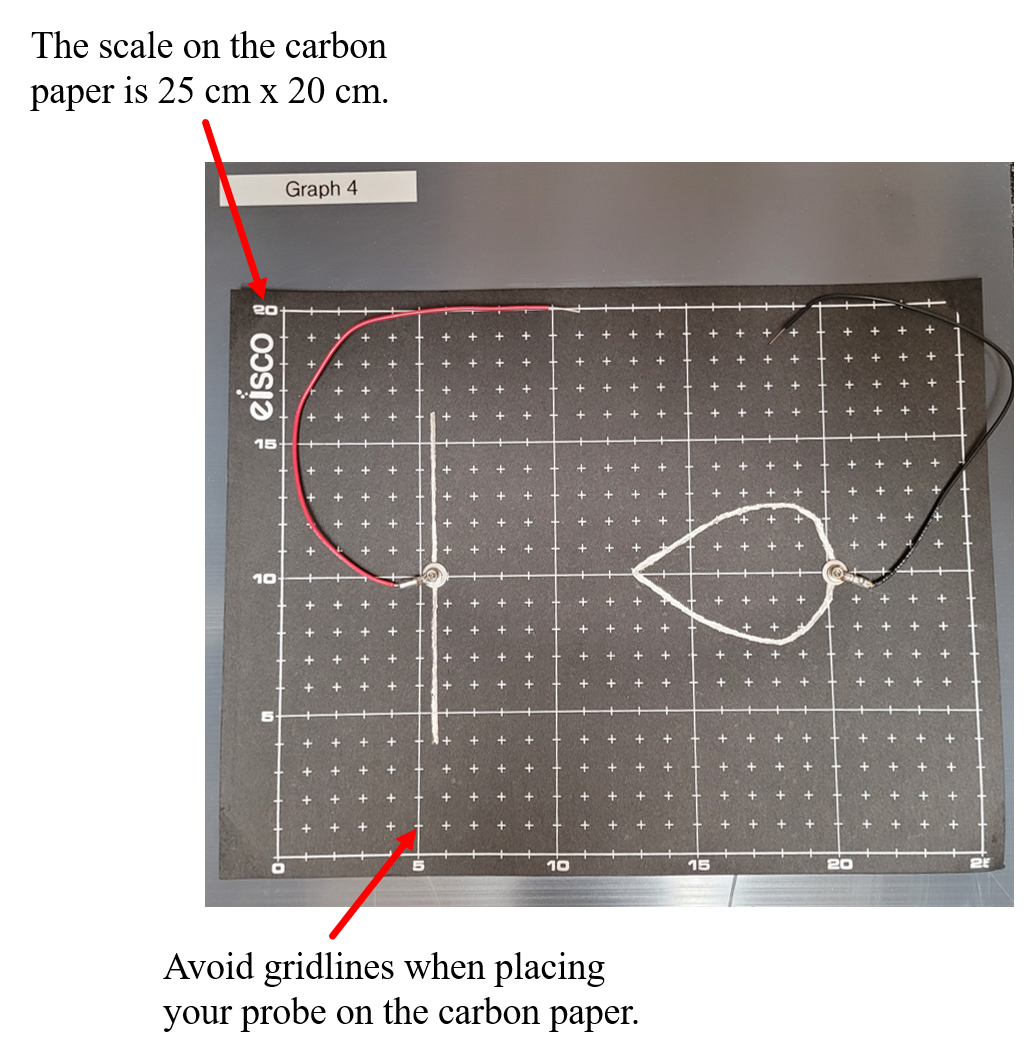 The scale on the carbon
paper is 25 cm x 20 cm.
Graph 4
20
eisco
15
10
5
0 5 10 15 20 25
Avoid gridlines when placing
your probe on the carbon paper.